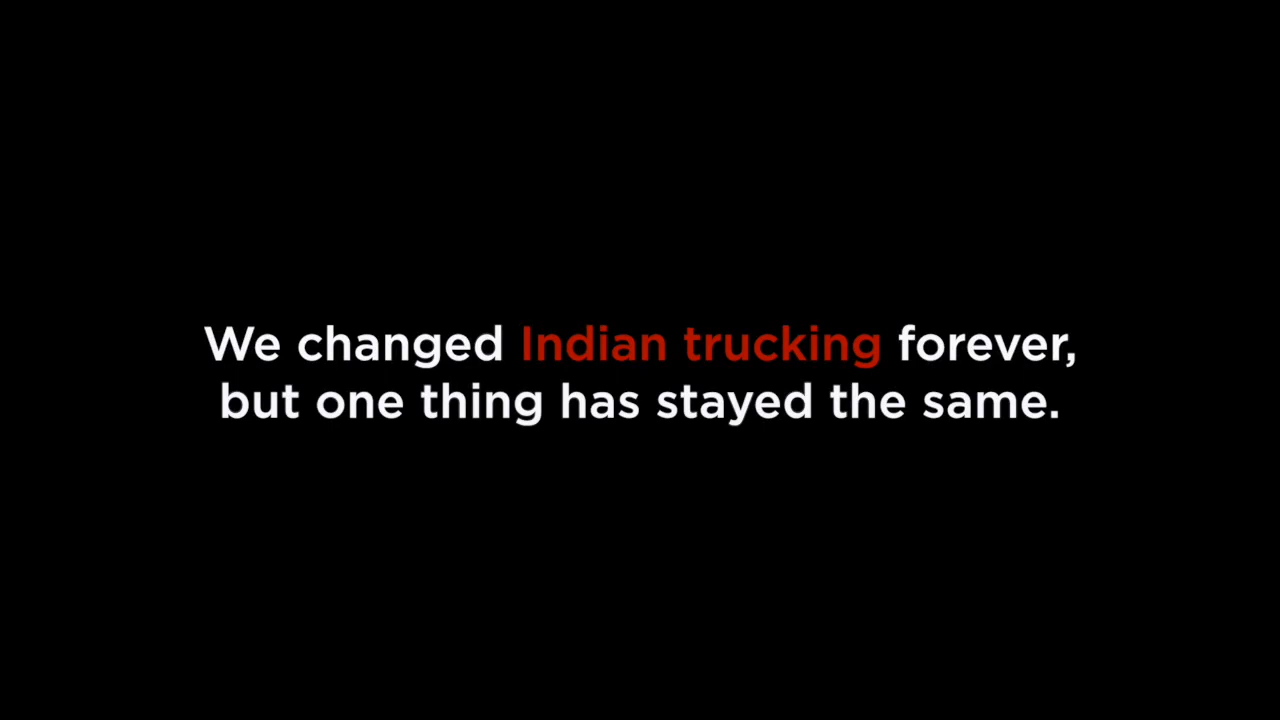 We changed Indian trucking forever,
but one thing has stayed the same.